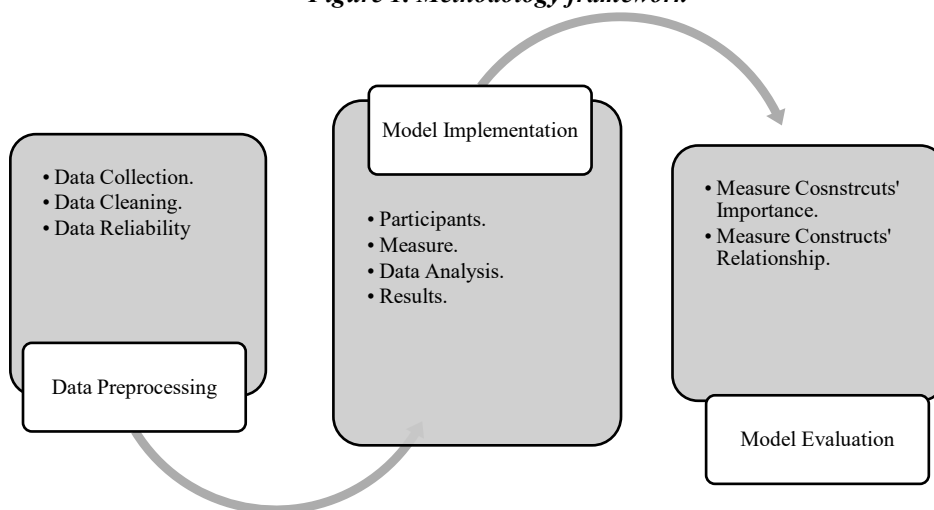 Figure 1. Methodology framework
• Data Collection.
• Data Cleaning.
• Data Reliability
Data Preprocessing
Model Implementation
• Participants.
• Measure.
• Data Analysis.
• Results.
• Measure Cosnstrcuts'
Importance.
• Measure Constructs'
Relationship.
Model Evaluation